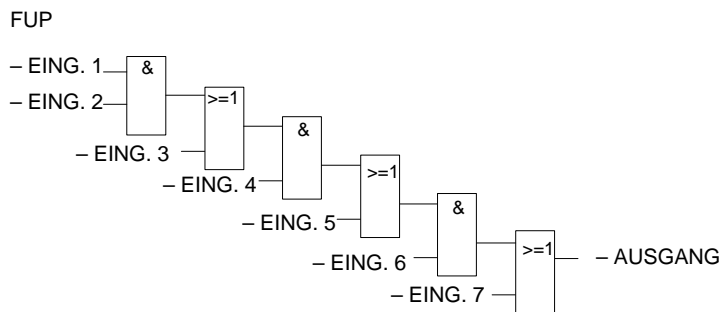 FUP
– EING. 1
&
– EING. 2
>=1
– EING. 3
&
– EING. 4
>=1
– EING. 5
&
– EING. 6
>=1
– AUSGANG
– EING. 7